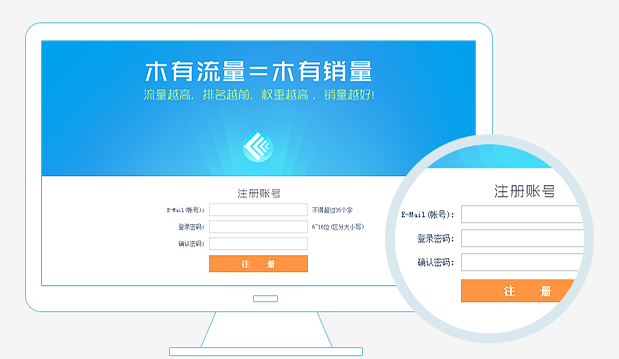 木有流量=木有销量
流量越高，排名越前，权重越高，销量越好!
注册账号
E-Mail(帐号): 不得超过35个字
登录密码: 6~16位(区分大小写)
确认密码:
注 册
注册账号
E-Mail(帐号):
登录密码:
确认密码:
注 册